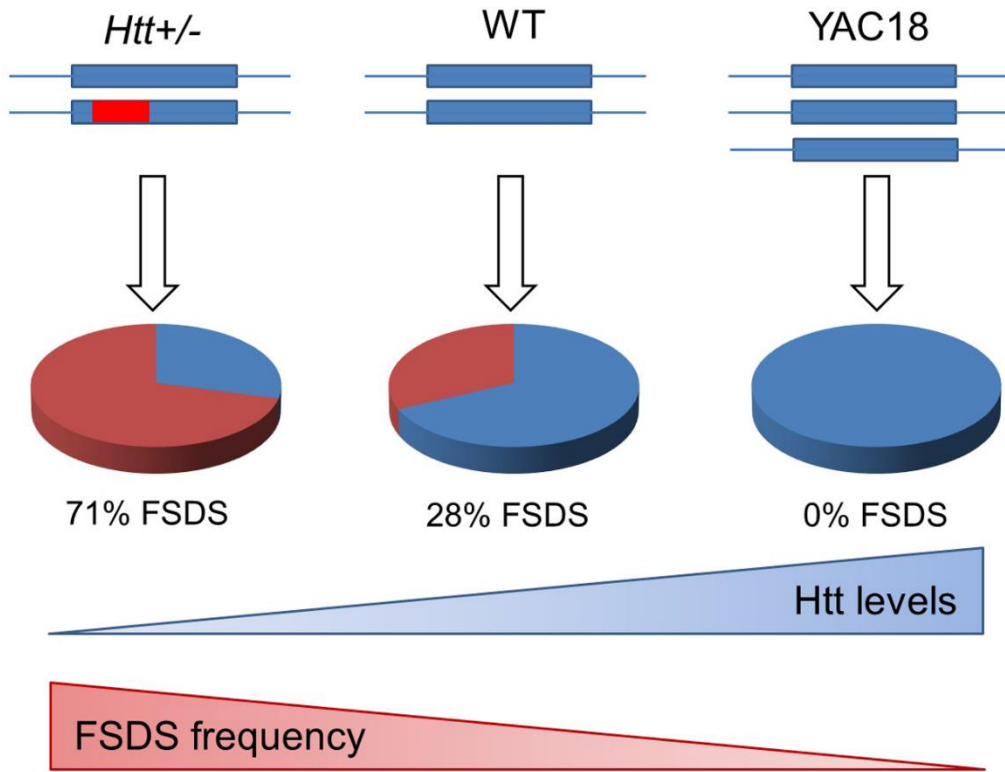 Htt+/-
WT
YAC18
71% FSDS
28% FSDS
0% FSDS
Htt levels
FSDS frequency